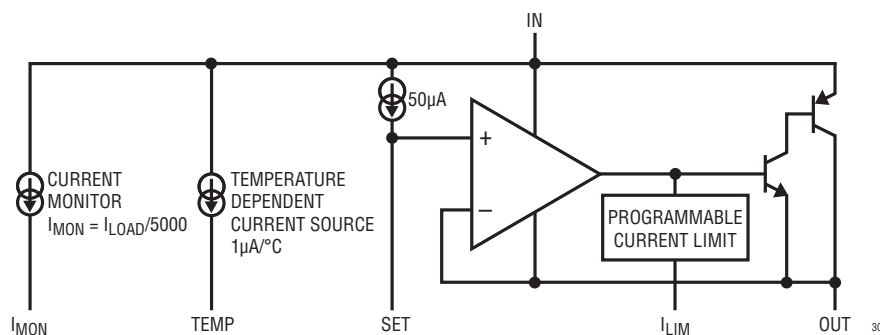 IN
50µA
+
–
CURRENT
MONITOR
IMON = ILOAD/5000
TEMPERATURE
DEPENDENT
CURRENT SOURCE
1µA/°C
PROGRAMMABLE
CURRENT LIMIT
IMON
TEMP
SET
ILIM
OUT